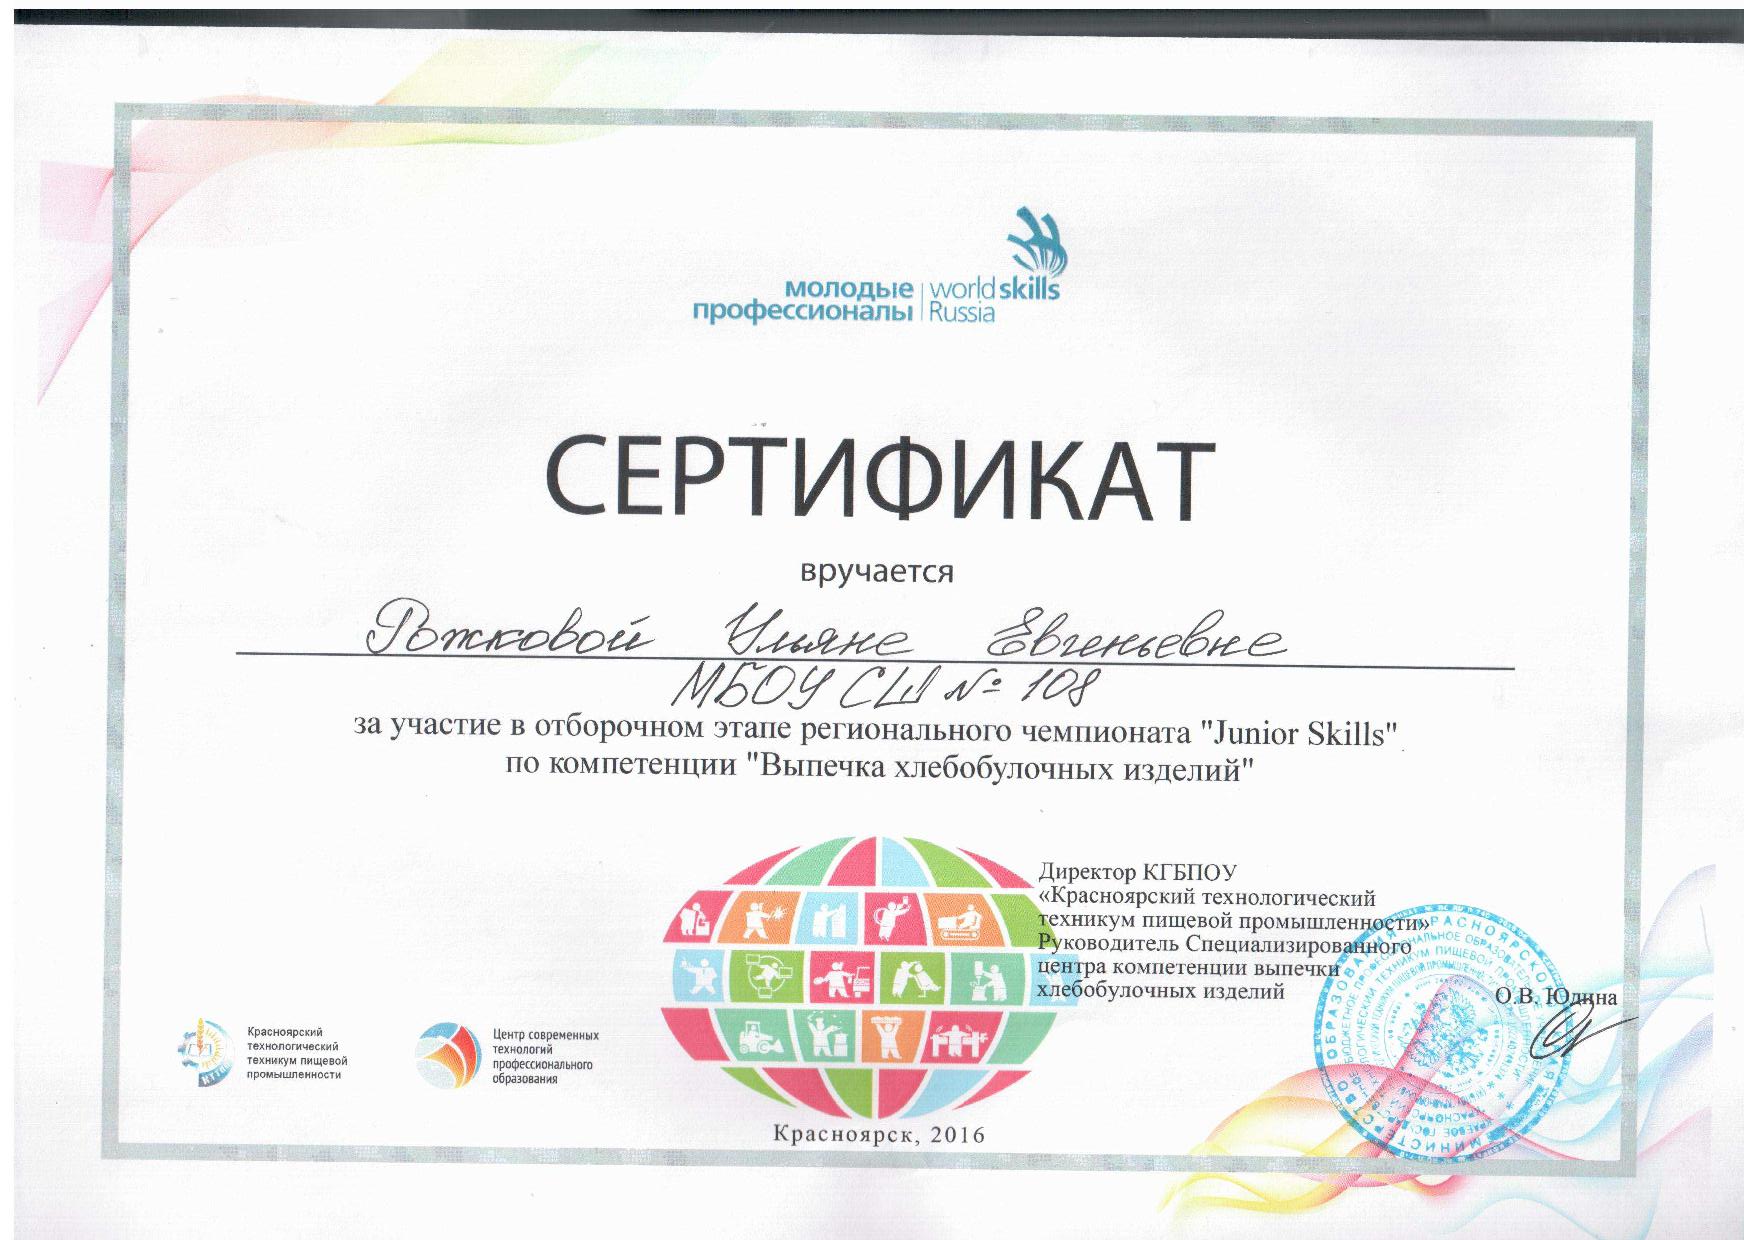 молодые
профессионалы
worldskills
Russia
СЕРТИФИКАТ
вручается
Рожковой Ульяне Евгеньевне
МБОУ СШ № 108
за участие в отборочном этапе регионального чемпионата "Junior Skills"
по компетенции "Выпечка хлебобулочных изделий"
Директор КГБПОУ
«Красноярский технологический
техникум пищевой промышленности»
Руководитель Специализированного
центра компетенции выпечки
хлебобулочных изделий
О.В. Юдина
Красноярский
технологический
техникум пищевой
промышленности
Центр современных
технологий
профессионального
образования
Красноярск, 2016